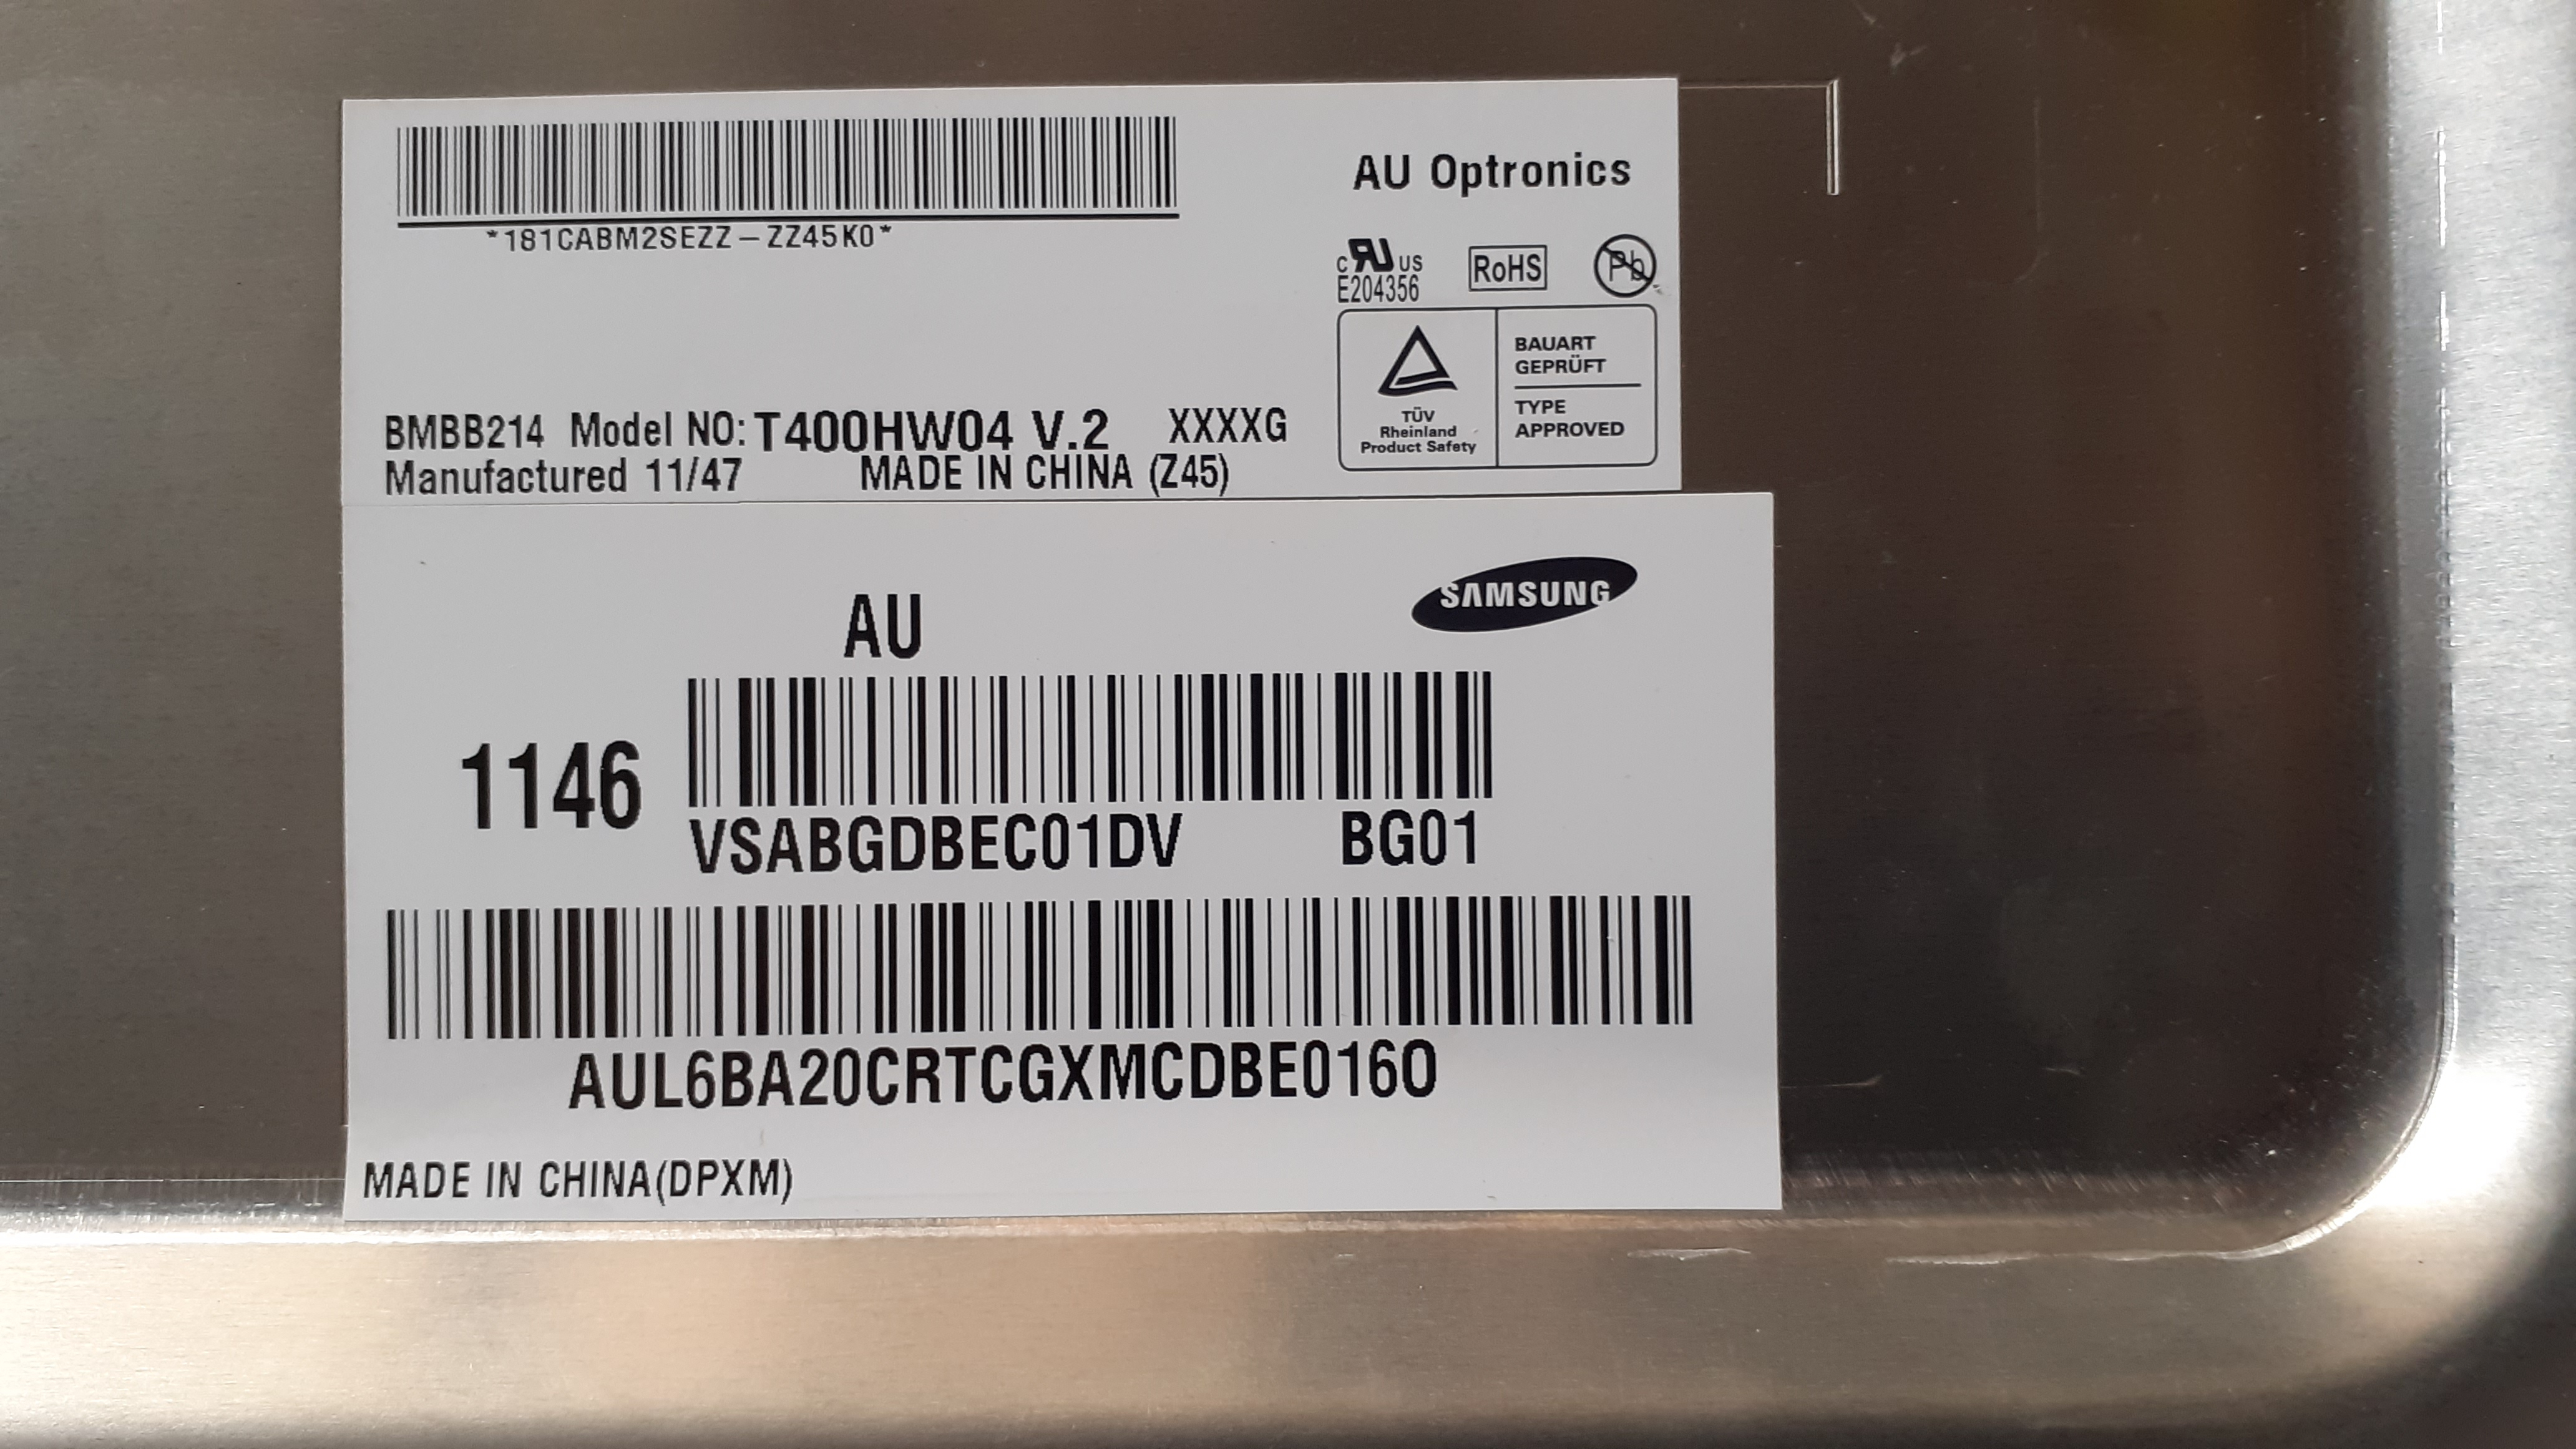 *181CABM2SEZZ-ZZ45K0*
AU Optronics
c RU US
E204356
RoHS
Pb
TÜV
Rheinland
Product Safety
BAUART
GEPRÜFT
TYPE
APPROVED
BMBB214 Model NO: T400HW04 V.2 XXXXG
Manufactured 11/47 MADE IN CHINA (Z45)
SAMSUNG
AU
1146
VSABGDBEC01DV BG01
AUL6BA20CRTCGXMCDBE0160
MADE IN CHINA(DPXM)